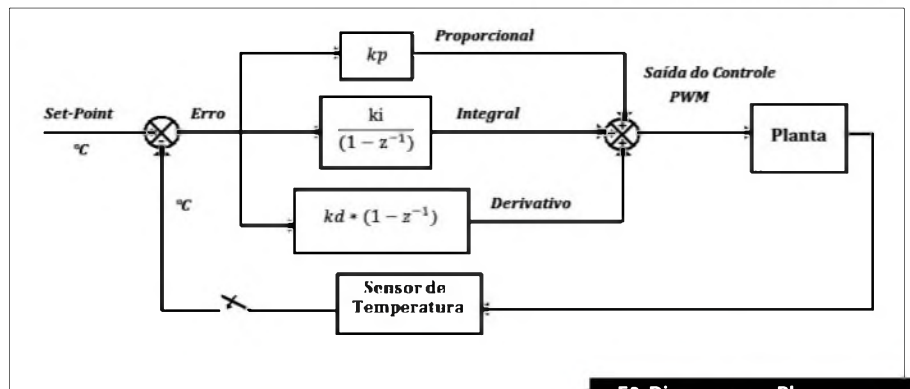 Proporcional
kp
Saída do Controle
PWM
Set-Point
°C
Erro
ki
(1 − z⁻¹)
Integral
Planta
°C
kd * (1 − z⁻¹)
Derivativo
Sensor de
Temperatura